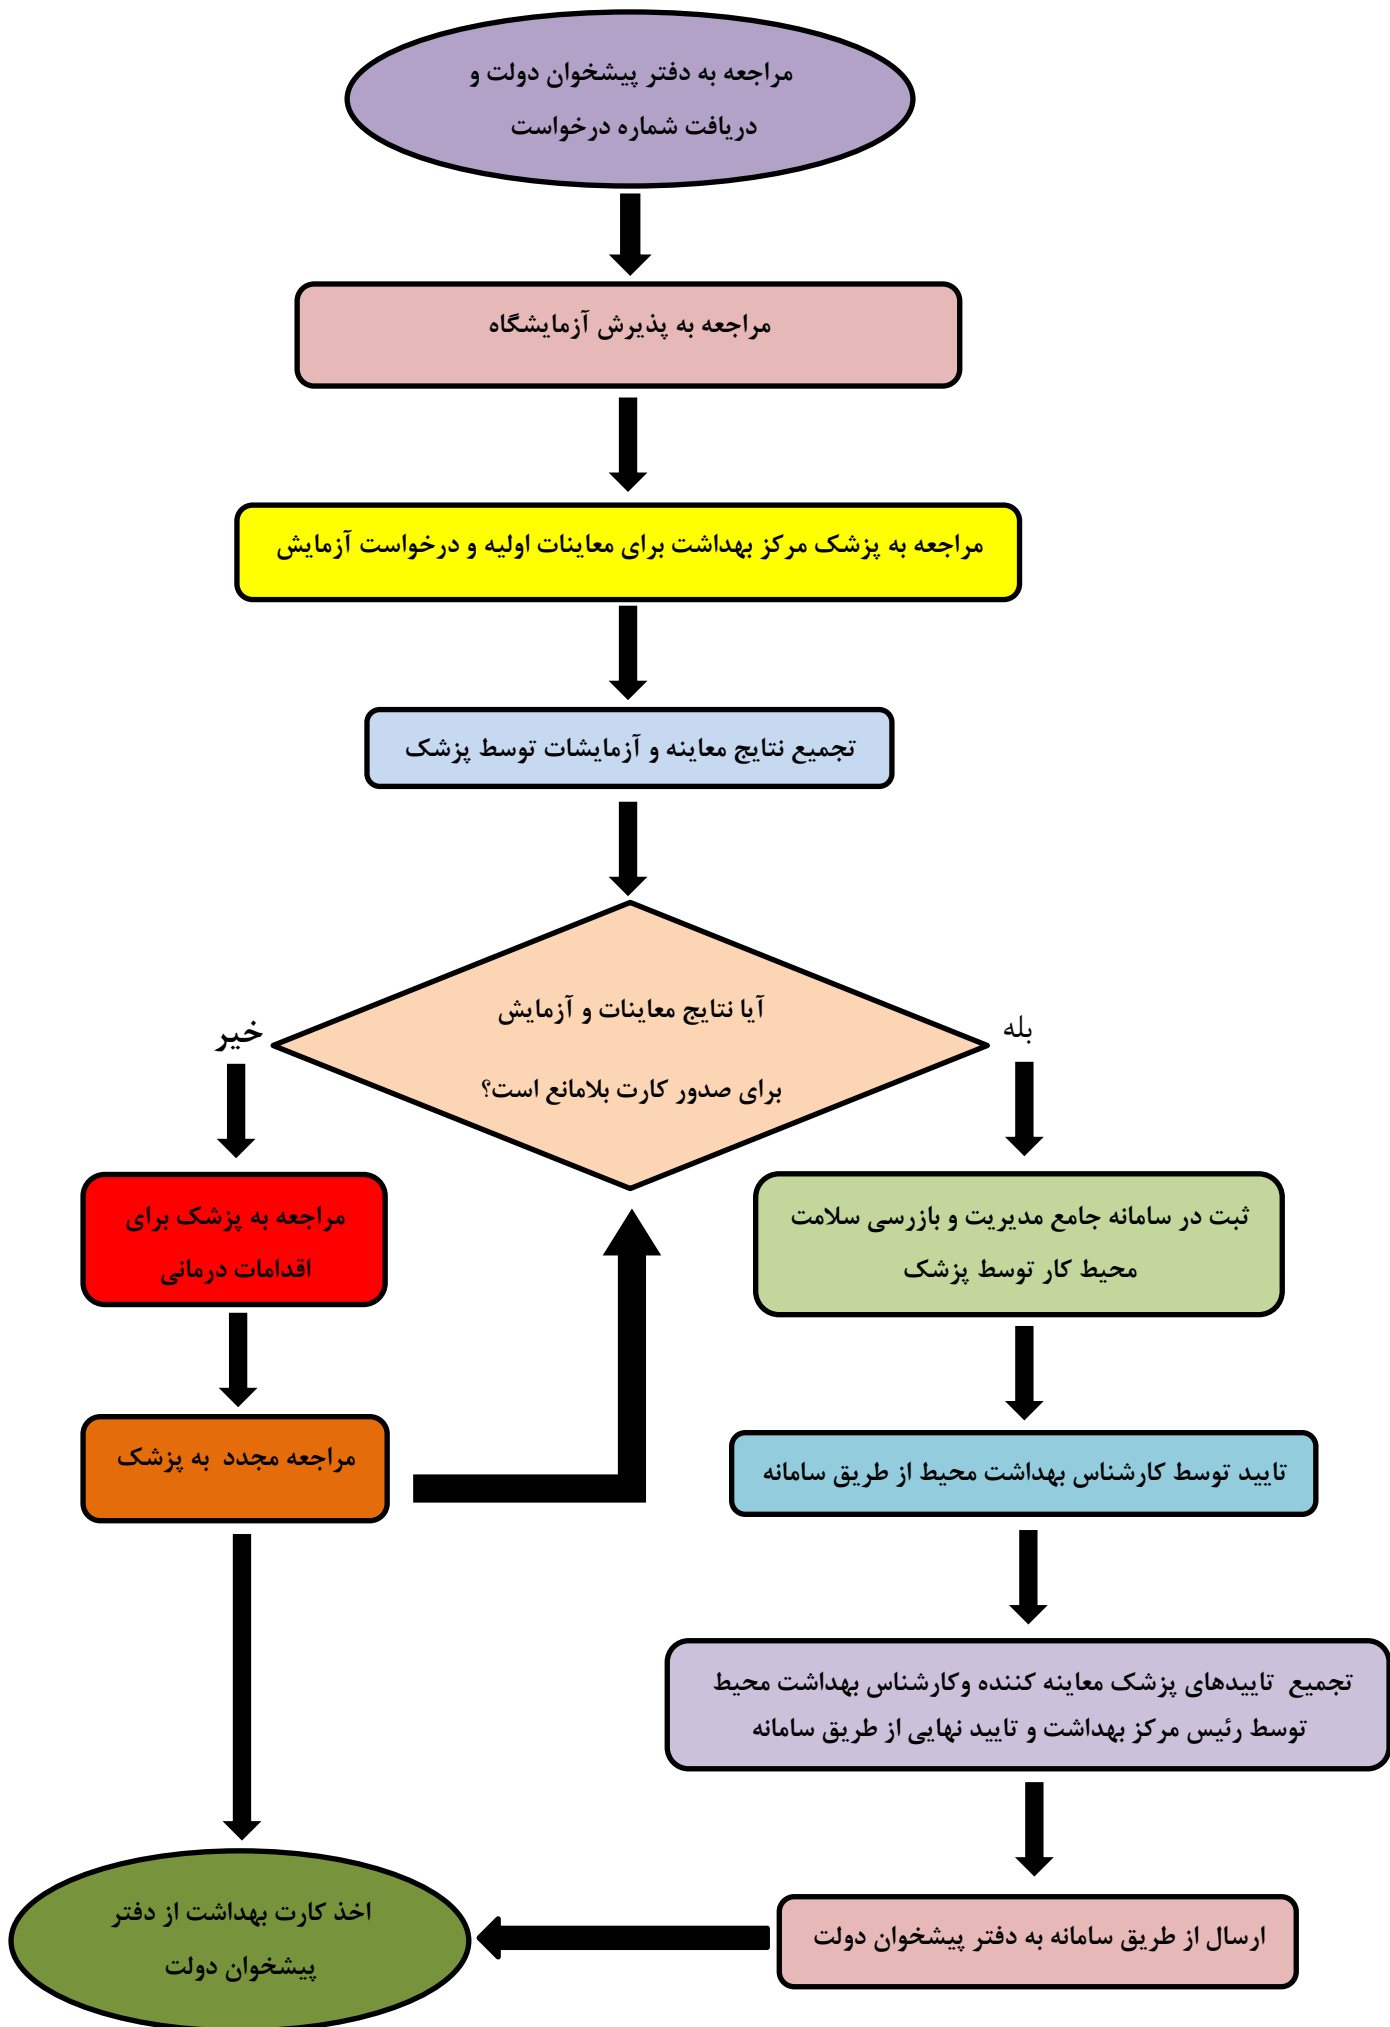 مراجعه به دفتر پیشخوان دولت و
دریافت شماره درخواست
مراجعه به پذیرش آزمایشگاه
مراجعه به پزشک مرکز بهداشت برای معاینات اولیه و درخواست آزمایش
تجمیع نتایج معاینه و آزمایشات توسط پزشک
آیا نتایج معاینات و آزمایش
برای صدور کارت بلامانع است؟
بله
خیر
ثبت در سامانه جامع مدیریت و بازرسی سلامت
محیط کار توسط پزشک
مراجعه به پزشک برای
اقدامات درمانی
تایید توسط کارشناس بهداشت محیط از طریق سامانه
مراجعه مجدد به پزشک
تجمیع تاییدهای پزشک معاینه کننده وکارشناس بهداشت محیط
توسط رئیس مرکز بهداشت و تایید نهایی از طریق سامانه
ارسال از طریق سامانه به دفتر پیشخوان دولت
اخذ کارت بهداشت از دفتر
پیشخوان دولت